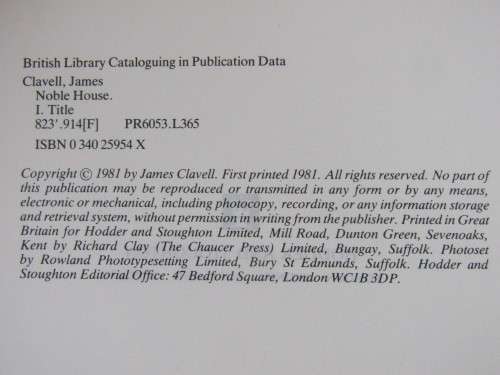 British Library Cataloguing in Publication Data
Clavell, James
Noble House.
I. Title
823'.914[F] PR6053.L365
ISBN 0 340 25954 X
Copyright © 1981 by James Clavell. First printed 1981. All rights reserved. No part of
this publication may be reproduced or transmitted in any form or by any means,
electronic or mechanical, including photocopy, recording, or any information storage
and retrieval system, without permission in writing from the publisher. Printed in Great
Britain for Hodder and Stoughton Limited, Mill Road, Dunton Green, Sevenoaks,
Kent by Richard Clay (The Chaucer Press) Limited, Bungay, Suffolk. Photoset
by Rowland Phototypesetting Limited, Bury St Edmunds, Suffolk. Hodder and
Stoughton Editorial Office: 47 Bedford Square, London WC1B 3DP.